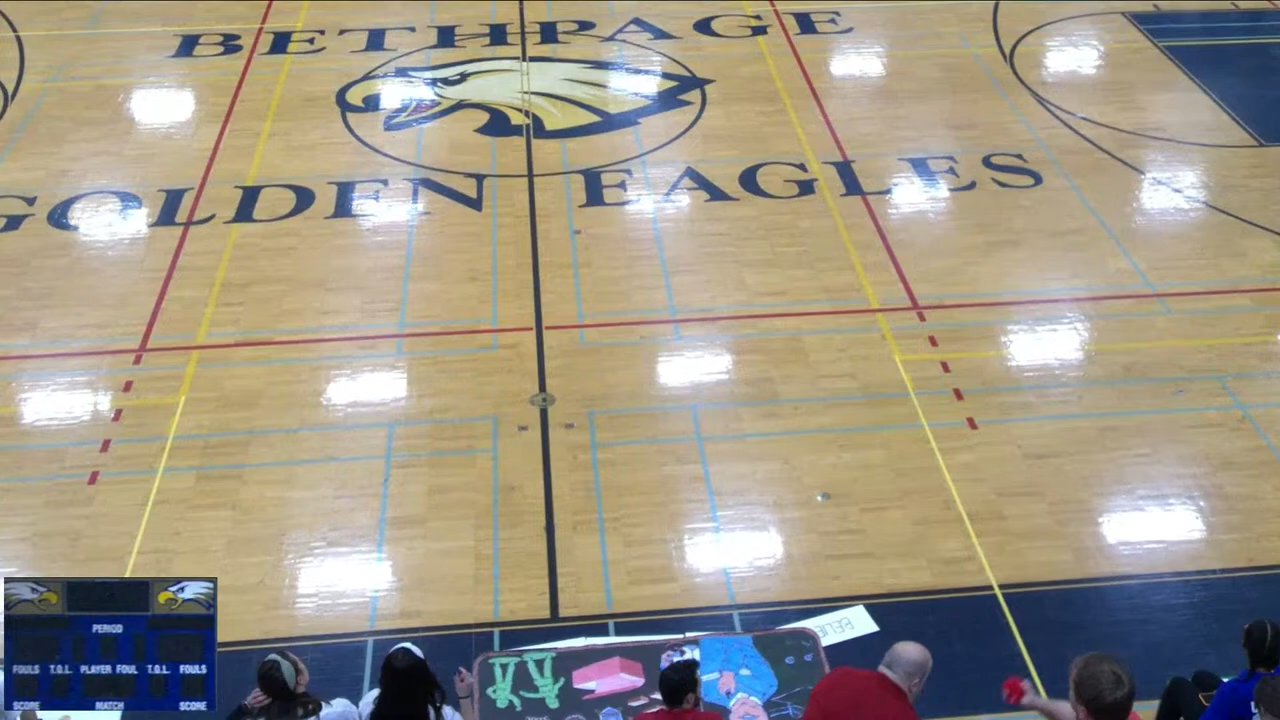 BETHPAGE
GOLDEN EAGLES
PERIOD
FOULS T.O.L. PLAYER FOUL T.O.L. FOULS
SCORE MATCH SCORE